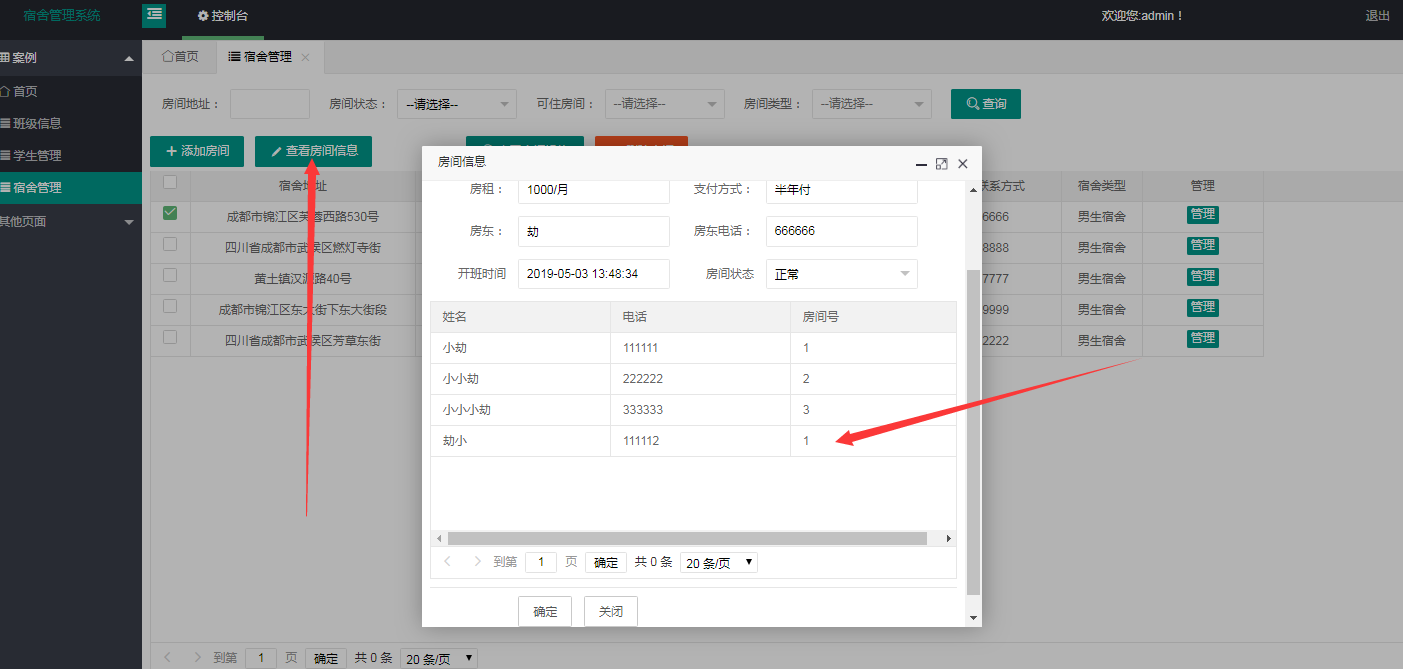 宿舍管理系统
控制台
欢迎您:admin！
退出
案例
首页
班级信息
学生管理
宿舍管理
其他页面
首页
宿舍管理
房间地址：
房间状态：
--请选择--
可住房间：
--请选择--
房间类型：
--请选择--
查询
添加房间
查看房间信息
宿舍地址
联系方式
宿舍类型
管理
成都市锦江区芙蓉西路530号
6666
男生宿舍
管理
四川省成都市武侯区燃灯寺街
8888
男生宿舍
管理
黄土镇汉源路40号
7777
男生宿舍
管理
成都市锦江区东大街下东大街段
9999
男生宿舍
管理
四川省成都市武侯区芳草东街
2222
男生宿舍
管理
房间信息
房租：
1000/月
支付方式：
半年付
房东：
劫
房东电话：
666666
开班时间
2019-05-03 13:48:34
房间状态
正常
姓名
电话
房间号
小劫
111111
1
小小劫
222222
2
小小小劫
333333
3
劫小
111112
1
到第
1
页
确定
共 0 条
20 条/页
确定
关闭
到第
1
页
确定
共 0 条
20 条/页